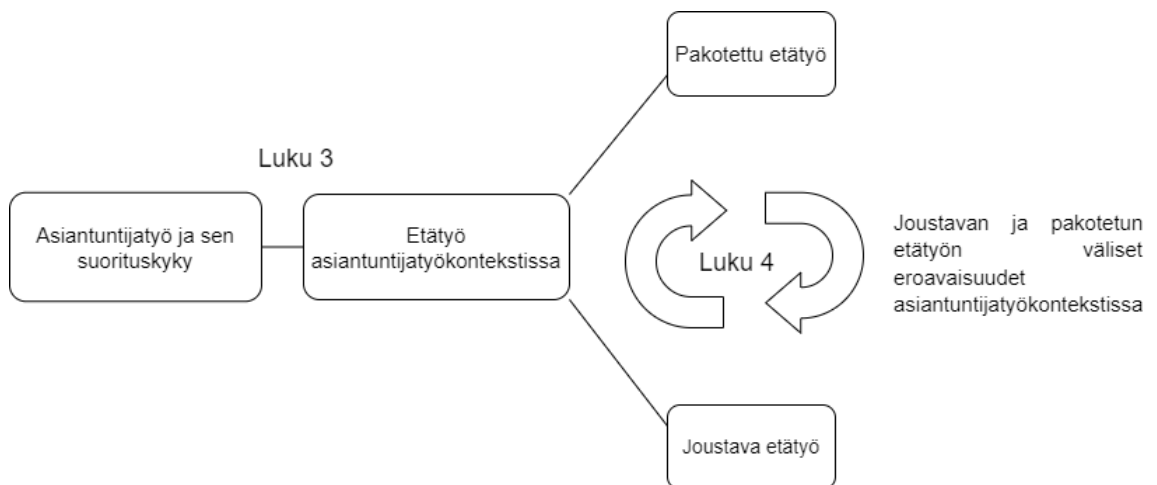 Pakotettu etätyö
Luku 3
Asiantuntijatyö ja sen
suorituskyky
Etätyö
asiantuntijatyökontekstissa
Luku 4
Joustavan ja pakotetun
etätyön väliset
eroavaisuudet
asiantuntijatyökontekstissa
Joustava etätyö